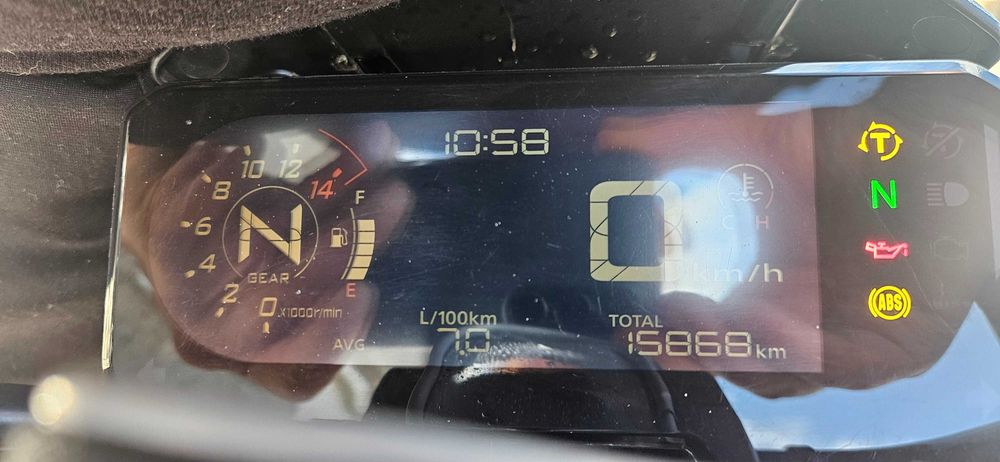 10:58
10 12
8
14
6
4
2
0 x1000r/min
N
GEAR
F
E
0 km/h
C H
L/100km
AVG 7.0
TOTAL
15868 km
T
N
ABS